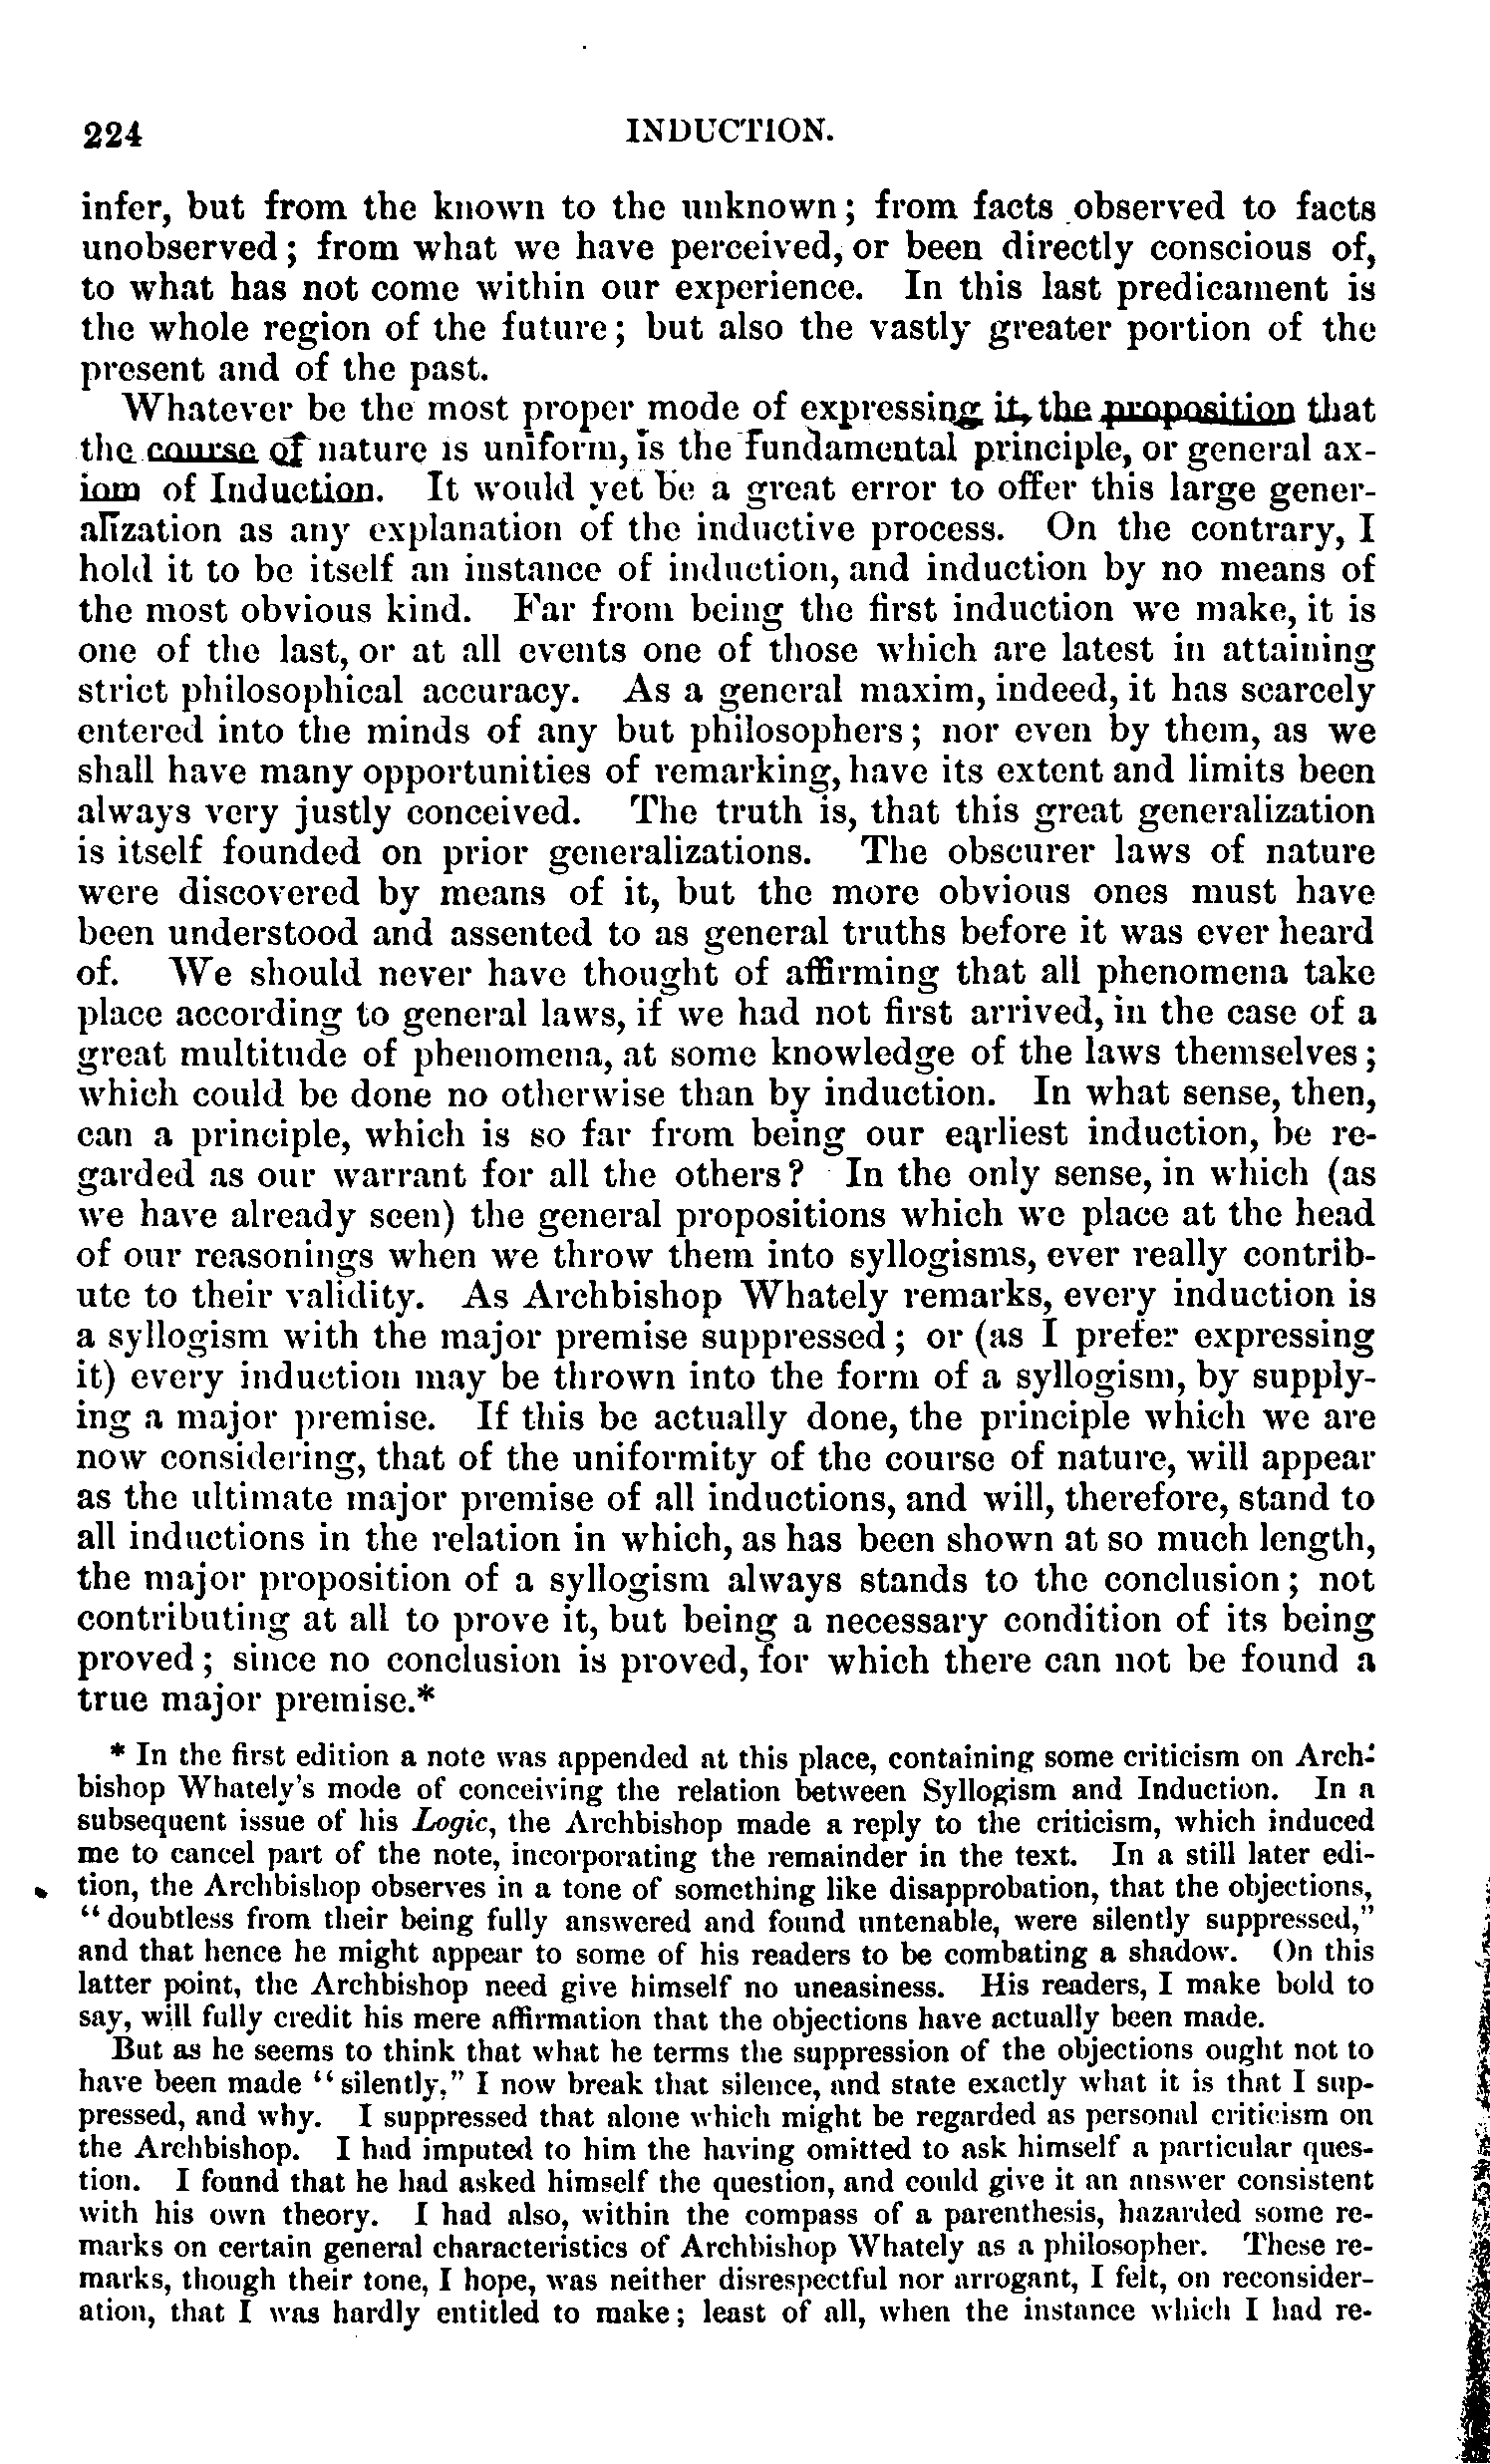 224 INDUCTION.
infer, but from the known to the unknown; from facts observed to facts
unobserved; from what we have perceived, or been directly conscious of,
to what has not come within our experience. In this last predicament is
the whole region of the future; but also the vastly greater portion of the
present and of the past.
Whatever be the most proper mode of expressing it, the proposition that
the course of nature is uniform, is the fundamental principle, or general ax-
iom of Induction. It would yet be a great error to offer this large gener-
alization as any explanation of the inductive process. On the contrary, I
hold it to be itself an instance of induction, and induction by no means of
the most obvious kind. Far from being the first induction we make, it is
one of the last, or at all events one of those which are latest in attaining
strict philosophical accuracy. As a general maxim, indeed, it has scarcely
entered into the minds of any but philosophers; nor even by them, as we
shall have many opportunities of remarking, have its extent and limits been
always very justly conceived. The truth is, that this great generalization
is itself founded on prior generalizations. The obscurer laws of nature
were discovered by means of it, but the more obvious ones must have
been understood and assented to as general truths before it was ever heard
of. We should never have thought of affirming that all phenomena take
place according to general laws, if we had not first arrived, in the case of a
great multitude of phenomena, at some knowledge of the laws themselves;
which could be done no otherwise than by induction. In what sense, then,
can a principle, which is so far from being our earliest induction, be re-
garded as our warrant for all the others? In the only sense, in which (as
we have already seen) the general propositions which we place at the head
of our reasonings when we throw them into syllogisms, ever really contrib-
ute to their validity. As Archbishop Whately remarks, every induction is
a syllogism with the major premise suppressed; or (as I prefer expressing
it) every induction may be thrown into the form of a syllogism, by supply-
ing a major premise. If this be actually done, the principle which we are
now considering, that of the uniformity of the course of nature, will appear
as the ultimate major premise of all inductions, and will, therefore, stand to
all inductions in the relation in which, as has been shown at so much length,
the major proposition of a syllogism always stands to the conclusion; not
contributing at all to prove it, but being a necessary condition of its being
proved; since no conclusion is proved, for which there can not be found a
true major premise.*
* In the first edition a note was appended at this place, containing some criticism on Arch-
bishop Whately's mode of conceiving the relation between Syllogism and Induction. In a
subsequent issue of his Logic, the Archbishop made a reply to the criticism, which induced
me to cancel part of the note, incorporating the remainder in the text. In a still later edi-
tion, the Archbishop observes in a tone of something like disapprobation, that the objections,
"doubtless from their being fully answered and found untenable, were silently suppressed,"
and that hence he might appear to some of his readers to be combating a shadow. On this
latter point, the Archbishop need give himself no uneasiness. His readers, I make bold to
say, will fully credit his mere affirmation that the objections have actually been made.
But as he seems to think that what he terms the suppression of the objections ought not to
have been made "silently," I now break that silence, and state exactly what it is that I sup-
pressed, and why. I suppressed that alone which might be regarded as personal criticism on
the Archbishop. I had imputed to him the having omitted to ask himself a particular ques-
tion. I found that he had asked himself the question, and could give it an answer consistent
with his own theory. I had also, within the compass of a parenthesis, hazarded some re-
marks on certain general characteristics of Archbishop Whately as a philosopher. These re-
marks, though their tone, I hope, was neither disrespectful nor arrogant, I felt, on reconsider-
ation, that I was hardly entitled to make; least of all, when the instance which I had re-